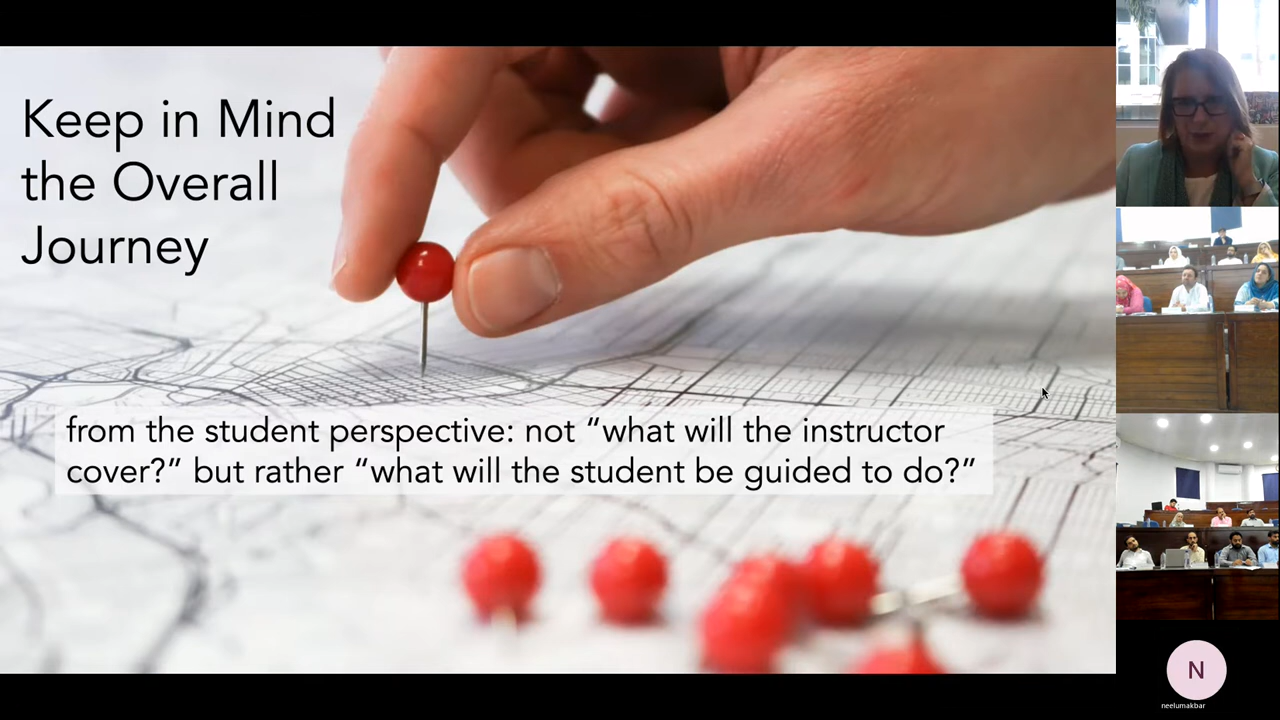 Keep in Mind
the Overall
Journey
from the student perspective: not “what will the instructor
cover?” but rather “what will the student be guided to do?”
N
neelumakbar